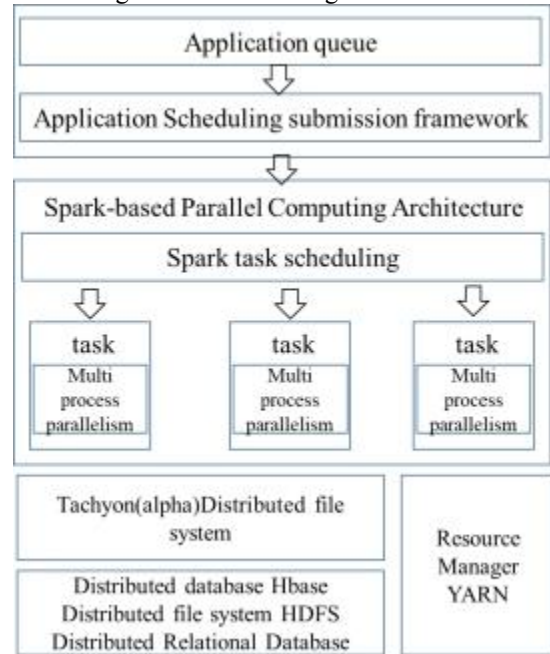 Application queue
Application Scheduling submission framework
Spark-based Parallel Computing Architecture
Spark task scheduling
task
Multi
process
parallelism
task
Multi
process
parallelism
task
Multi
process
parallelism
Tachyon(alpha)Distributed file
system
Distributed database Hbase
Distributed file system HDFS
Distributed Relational Database
Resource
Manager
YARN